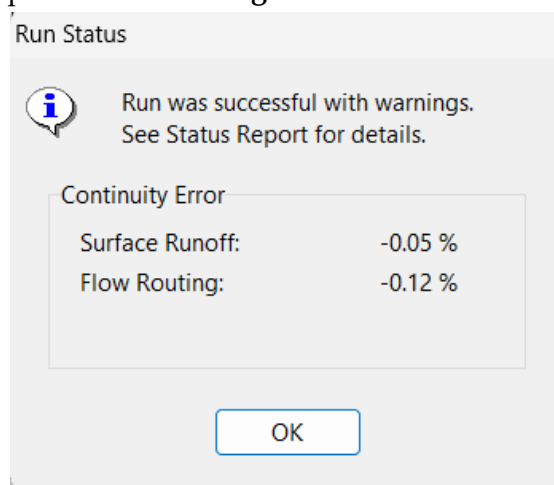 Run Status
Run was successful with warnings.
See Status Report for details.
Continuity Error
Surface Runoff: -0.05 %
Flow Routing: -0.12 %
OK